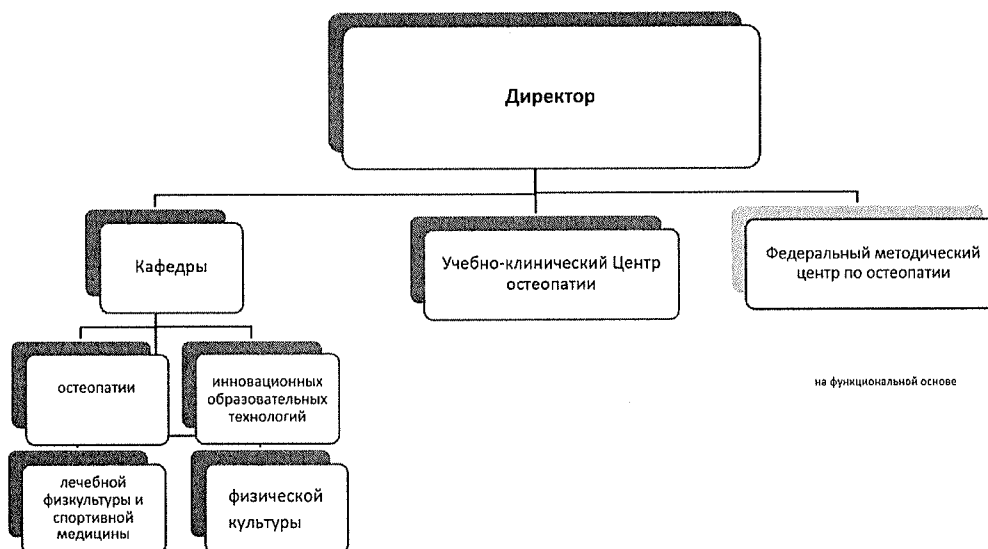 Директор
Кафедры
Учебно-клинический Центр
остеопатии
Федеральный методический
центр по остеопатии
остеопатии
инновационных
образовательных
технологий
на функциональной основе
лечебной
физкультуры и
спортивной
медицины
физической
культуры